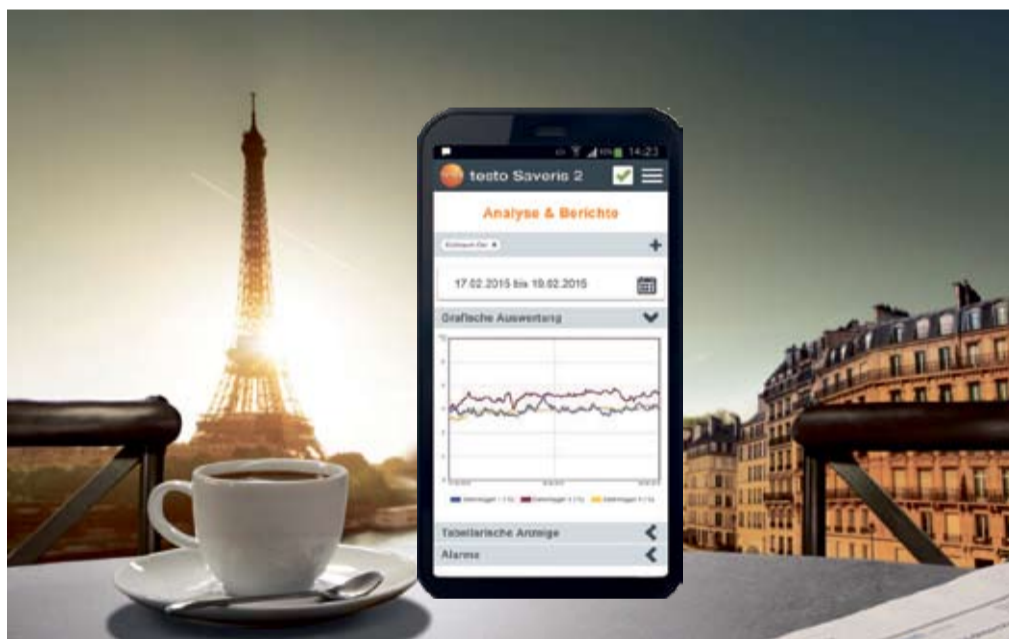 14:23
testo Saveris 2
Analyse & Berichte
17.02.2015 bis 19.02.2015
Grafische Auswertung
Tabellarische Anzeige
Alarme